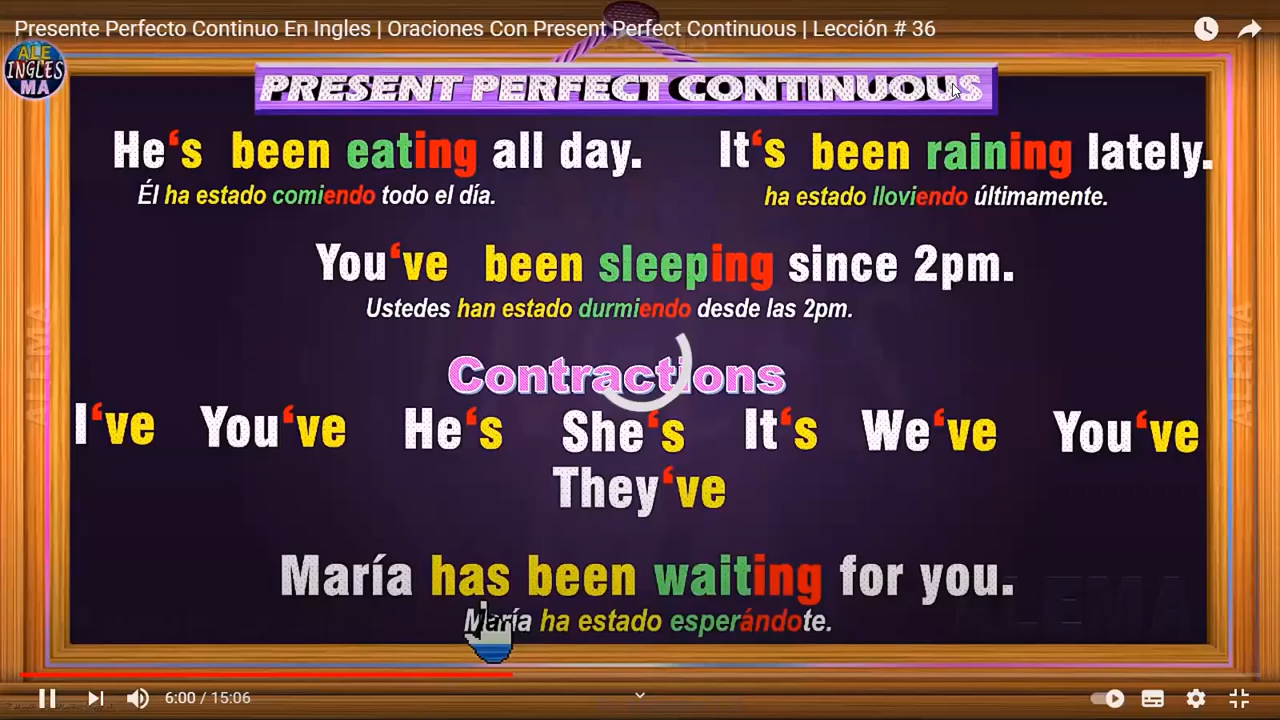 Presente Perfecto Continuo En Ingles | Oraciones Con Present Perfect Continuous | Lección # 36
ALE
INGLES
MA
PRESENT PERFECT CONTINUOUS
He‘s been eating all day.
Él ha estado comiendo todo el día.
It‘s been raining lately.
ha estado lloviendo últimamente.
You‘ve been sleeping since 2pm.
Ustedes han estado durmiendo desde las 2pm.
Contractions
I‘ve You‘ve He‘s She‘s It‘s We‘ve You‘ve
They‘ve
María has been waiting for you.
María ha estado esperándote.
ALEMA
ALEMA
ALEMA
6:00 / 15:06